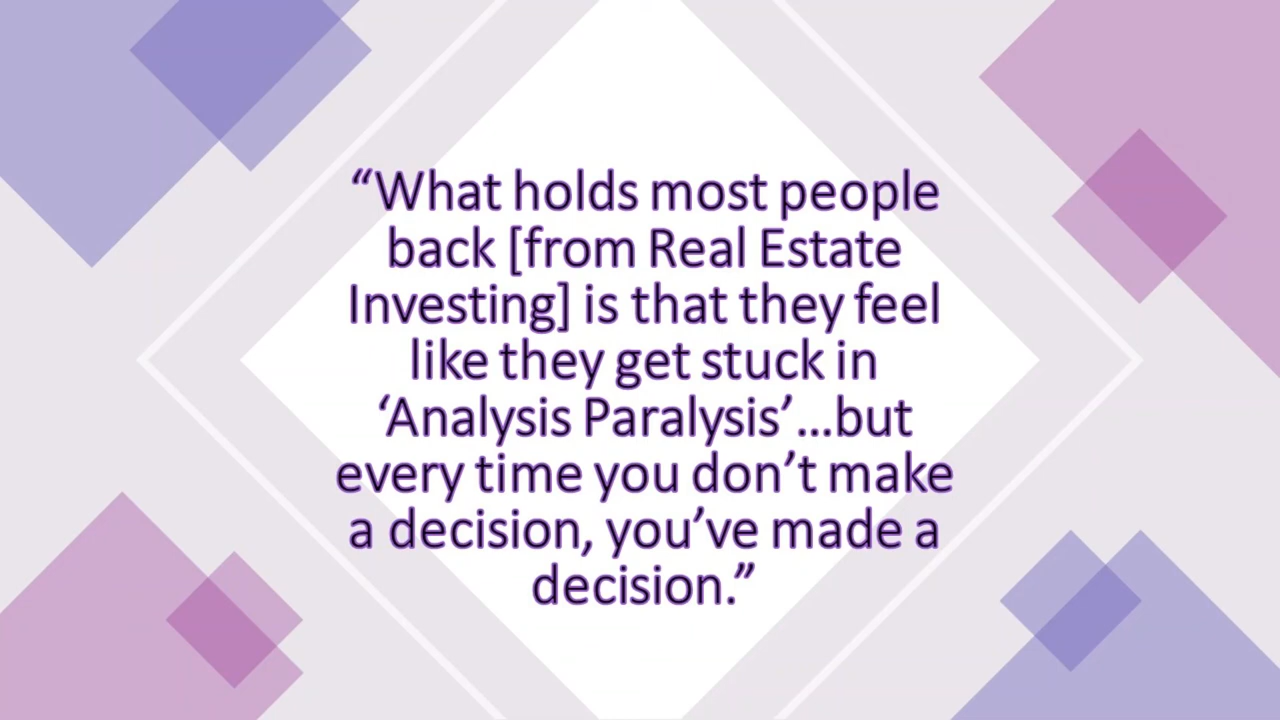 “What holds most people
back [from Real Estate
Investing] is that they feel
like they get stuck in
‘Analysis Paralysis’...but
every time you don’t make
a decision, you’ve made a
decision.”